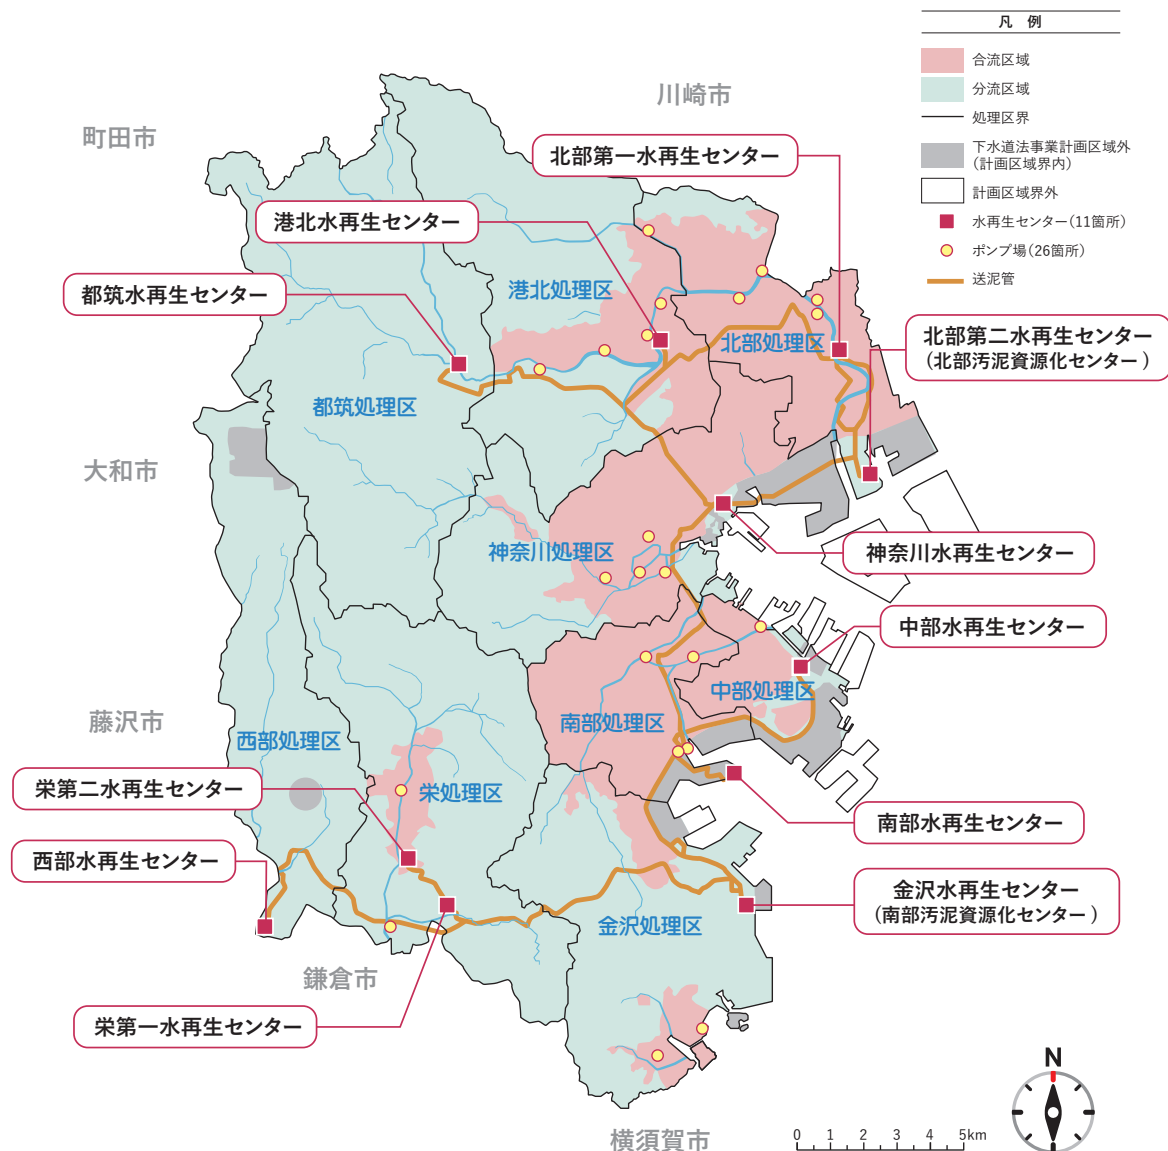 凡 例
合流区域
分流区域
処理区界
下水道法事業計画区域外
(計画区域界内)
計画区域界外
水再生センター(11箇所)
ポンプ場(26箇所)
送泥管
川崎市
町田市
北部第一水再生センター
港北水再生センター
都筑水再生センター
港北処理区
北部処理区
北部第二水再生センター
(北部汚泥資源化センター)
都筑処理区
大和市
神奈川処理区
神奈川水再生センター
中部水再生センター
中部処理区
藤沢市
南部処理区
西部処理区
栄第二水再生センター
栄処理区
南部水再生センター
西部水再生センター
金沢水再生センター
(南部汚泥資源化センター)
金沢処理区
鎌倉市
栄第一水再生センター
横須賀市
N
0 1 2 3 4 5km